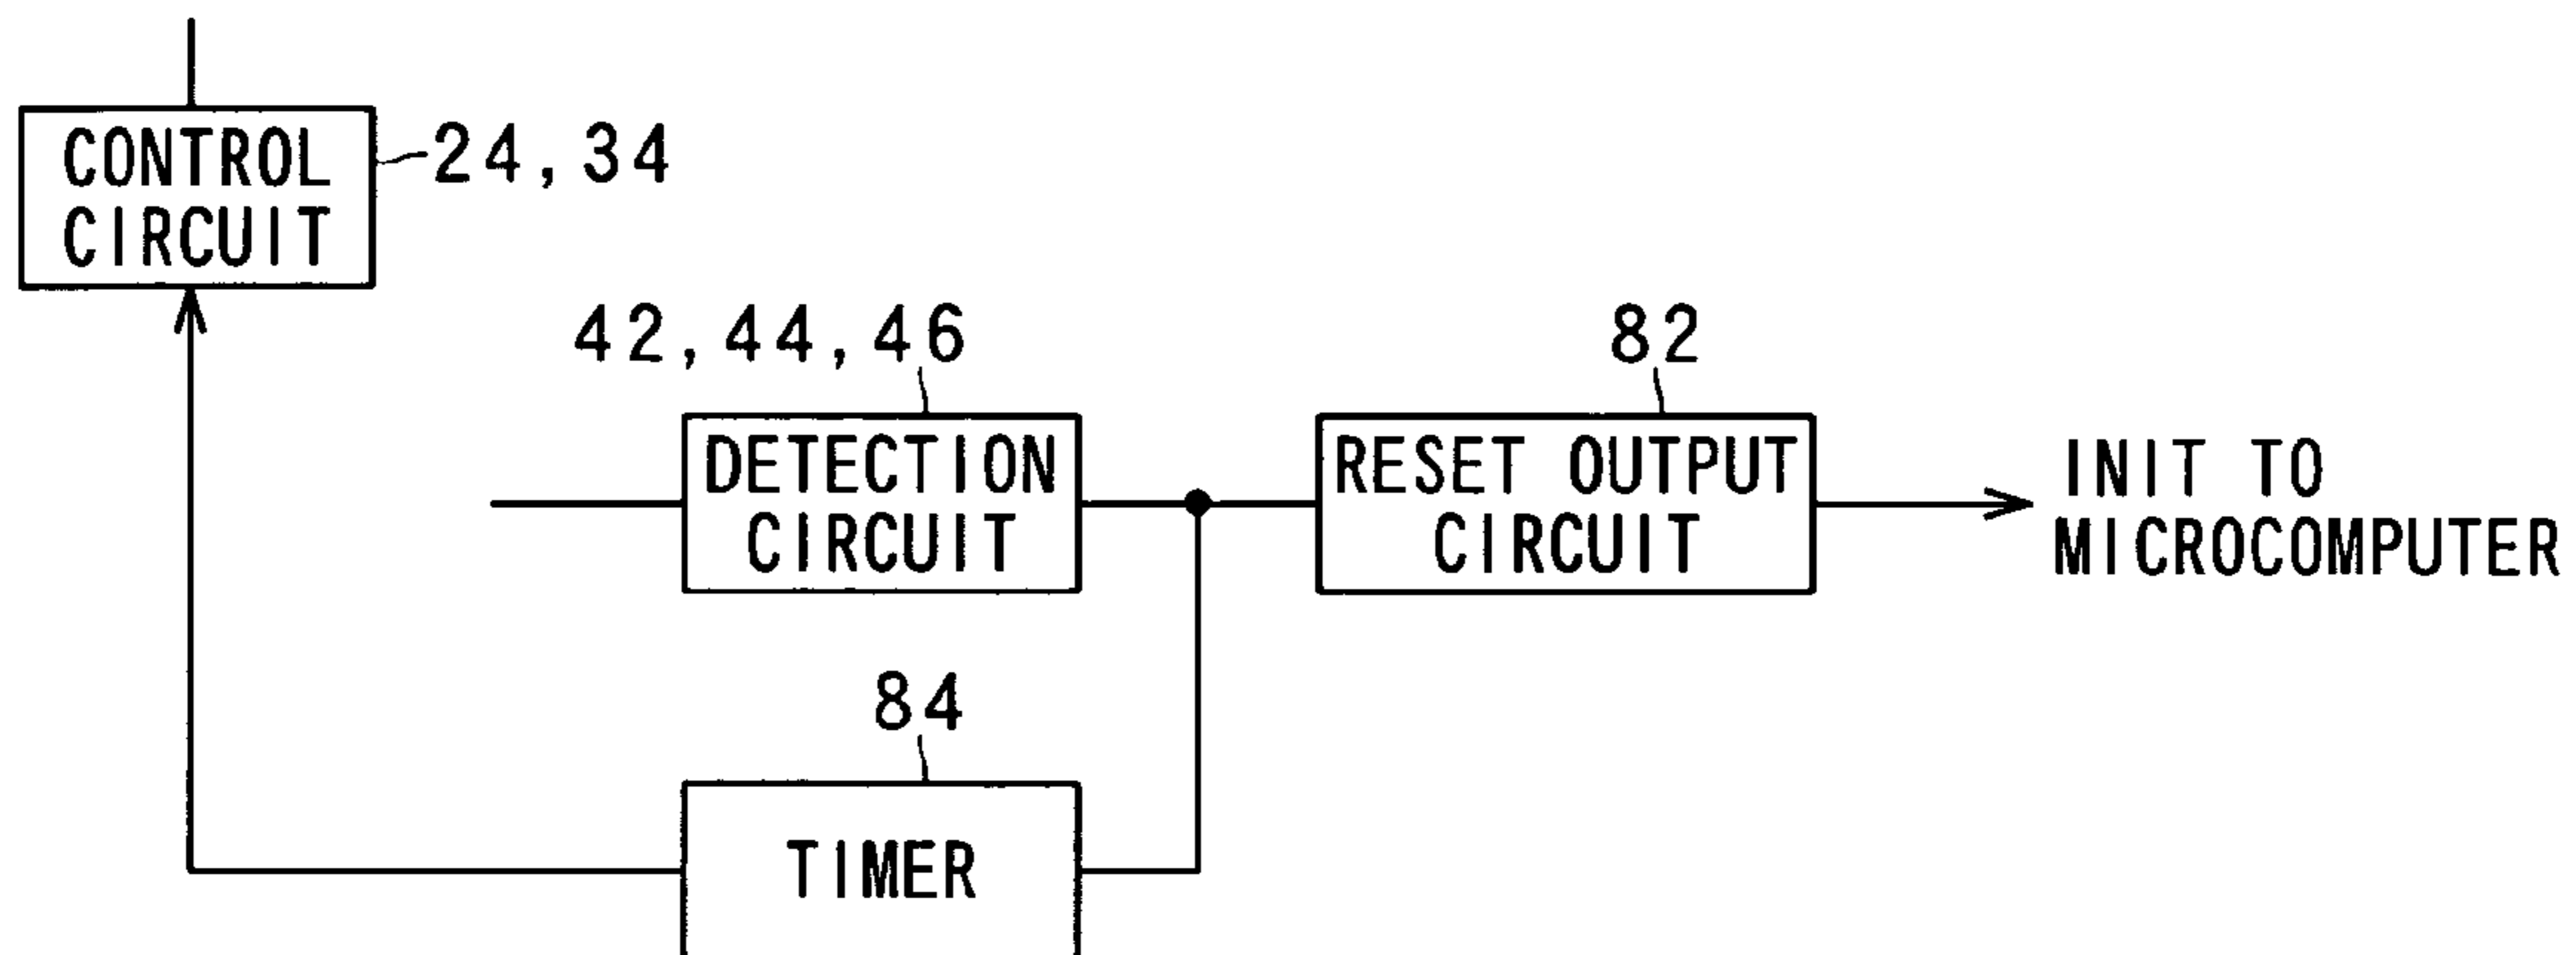 CONTROL
CIRCUIT
24,34
42,44,46
82
DETECTION
CIRCUIT
RESET OUTPUT
CIRCUIT
INIT TO
MICROCOMPUTER
84
TIMER